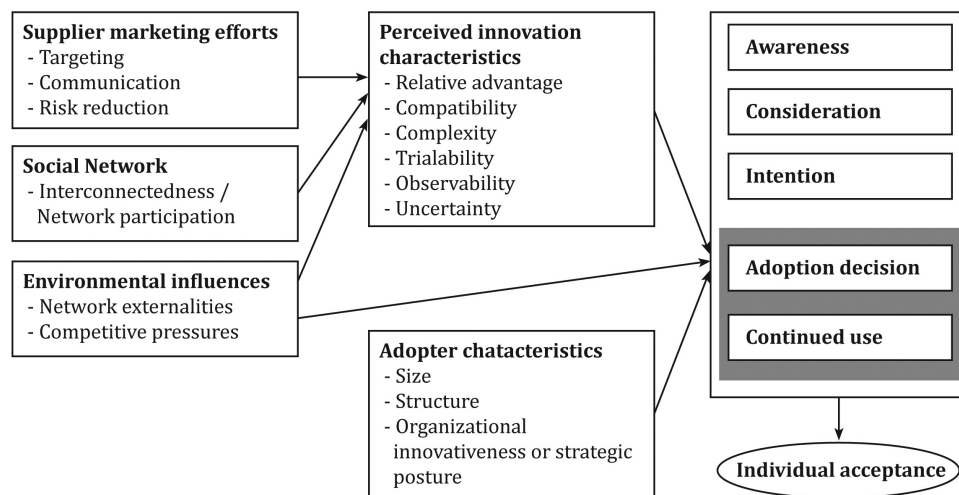 Supplier marketing efforts
- Targeting
- Communication
- Risk reduction
Social Network
- Interconnectedness /
Network participation
Environmental influences
- Network externalities
- Competitive pressures
Perceived innovation
characteristics
- Relative advantage
- Compatibility
- Complexity
- Trialability
- Observability
- Uncertainty
Adopter chatacteristics
- Size
- Structure
- Organizational
innovativeness or strategic
posture
Awareness
Consideration
Intention
Adoption decision
Continued use
Individual acceptance